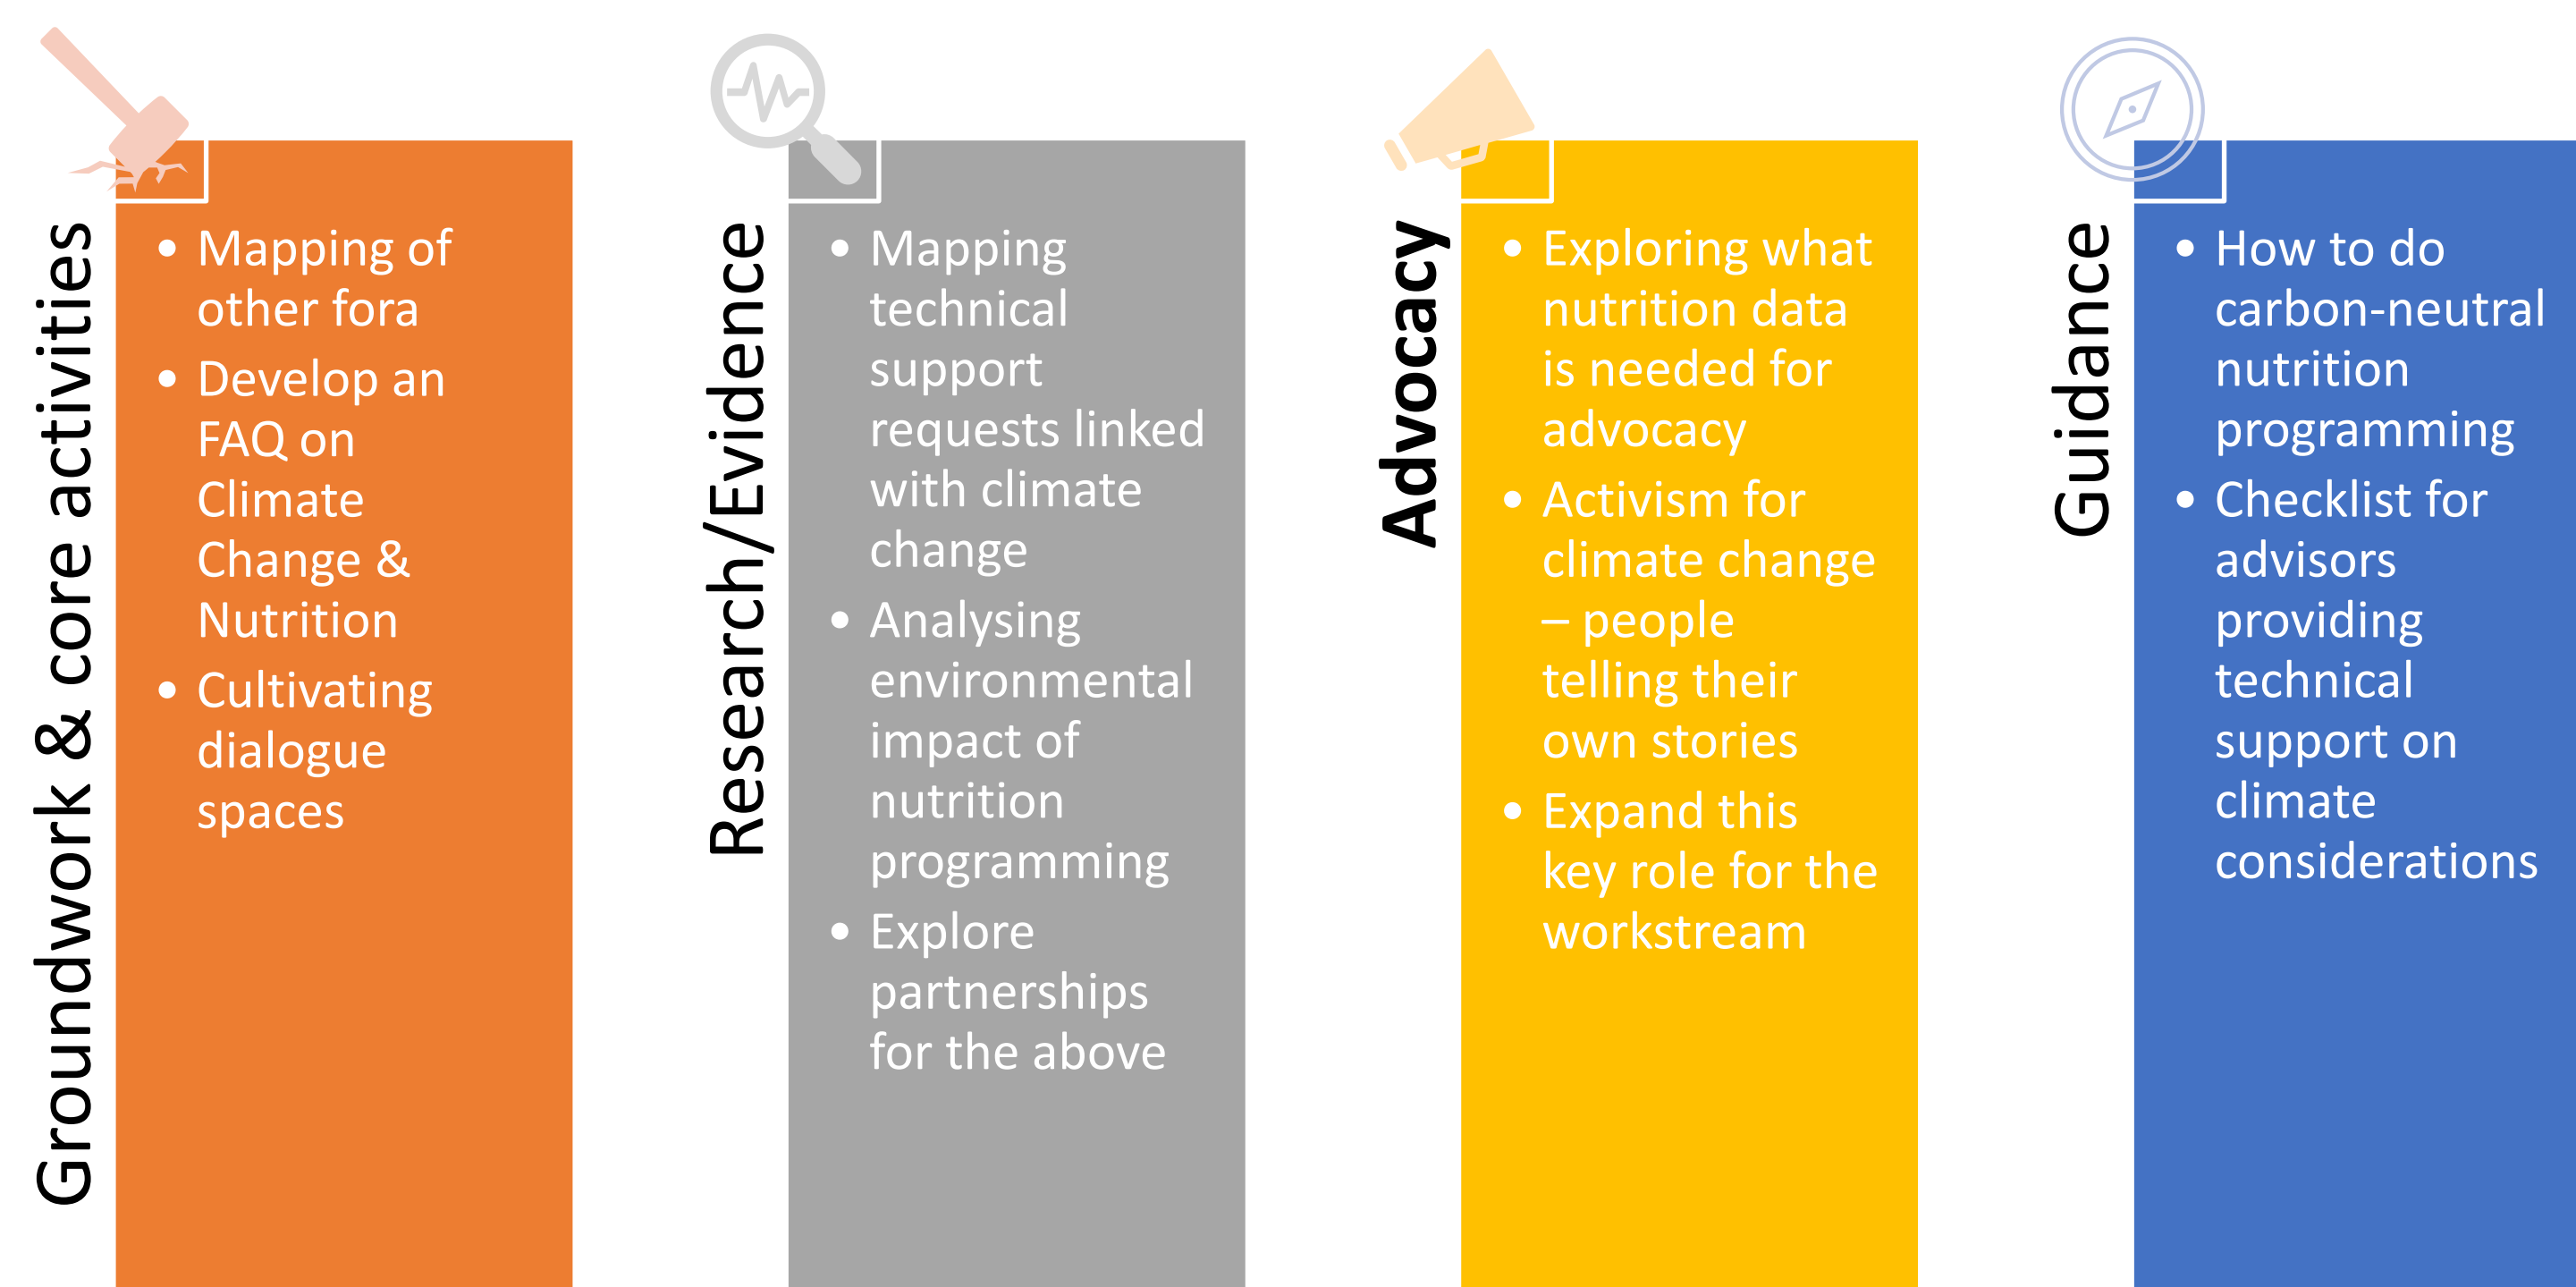 Groundwork & core activities
• Mapping of
other fora
• Develop an
FAQ on
Climate
Change &
Nutrition
• Cultivating
dialogue
spaces
Research/Evidence
• Mapping
technical
support
requests linked
with climate
change
• Analysing
environmental
impact of
nutrition
programming
• Explore
partnerships
for the above
Advocacy
• Exploring what
nutrition data
is needed for
advocacy
• Activism for
climate change
– people
telling their
own stories
• Expand this
key role for the
workstream
Guidance
• How to do
carbon-neutral
nutrition
programming
• Checklist for
advisors
providing
technical
support on
climate
considerations